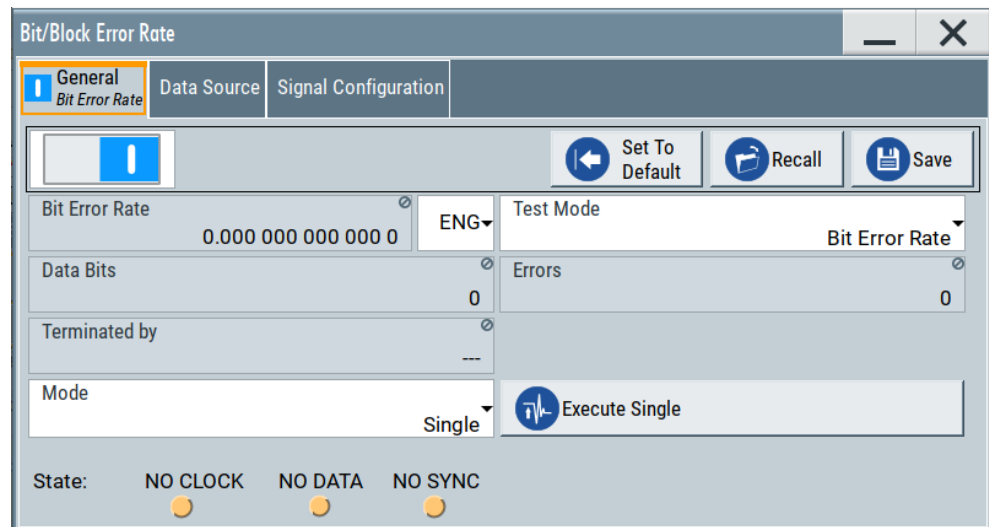 Bit/Block Error Rate
General
Bit Error Rate
Data Source
Signal Configuration
Set To
Default
Recall
Save
Bit Error Rate
0.000 000 000 000 0
ENG
Test Mode
Bit Error Rate
Data Bits
0
Errors
0
Terminated by
---
Mode
Single
Execute Single
State:
NO CLOCK
NO DATA
NO SYNC